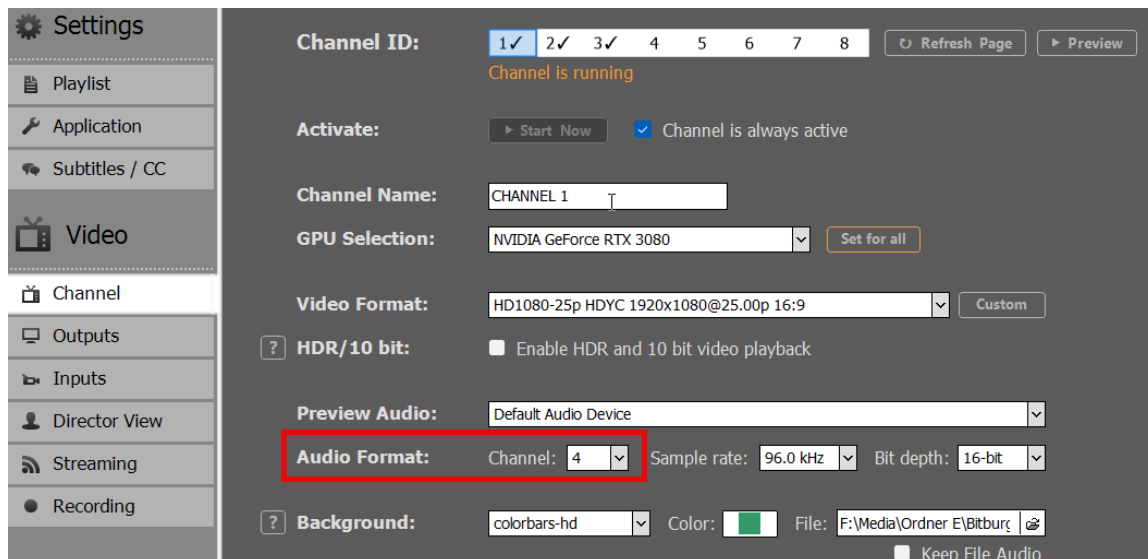 Settings
Playlist
Application
Subtitles / CC
Video
Channel
Outputs
Inputs
Director View
Streaming
Recording
Channel ID: 1✓ 2✓ 3✓ 4 5 6 7 8 Refresh Page Preview
Channel is running
Activate: Start Now Channel is always active
Channel Name: CHANNEL 1
GPU Selection: NVIDIA GeForce RTX 3080 Set for all
Video Format: HD1080-25p HDYC 1920x1080@25.00p 16:9 Custom
? HDR/10 bit: Enable HDR and 10 bit video playback
Preview Audio: Default Audio Device
Audio Format: Channel: 4 Sample rate: 96.0 kHz Bit depth: 16-bit
? Background: colorbars-hd Color: File: F:\Media\Ordner E\Bitburg
Keep File Audio